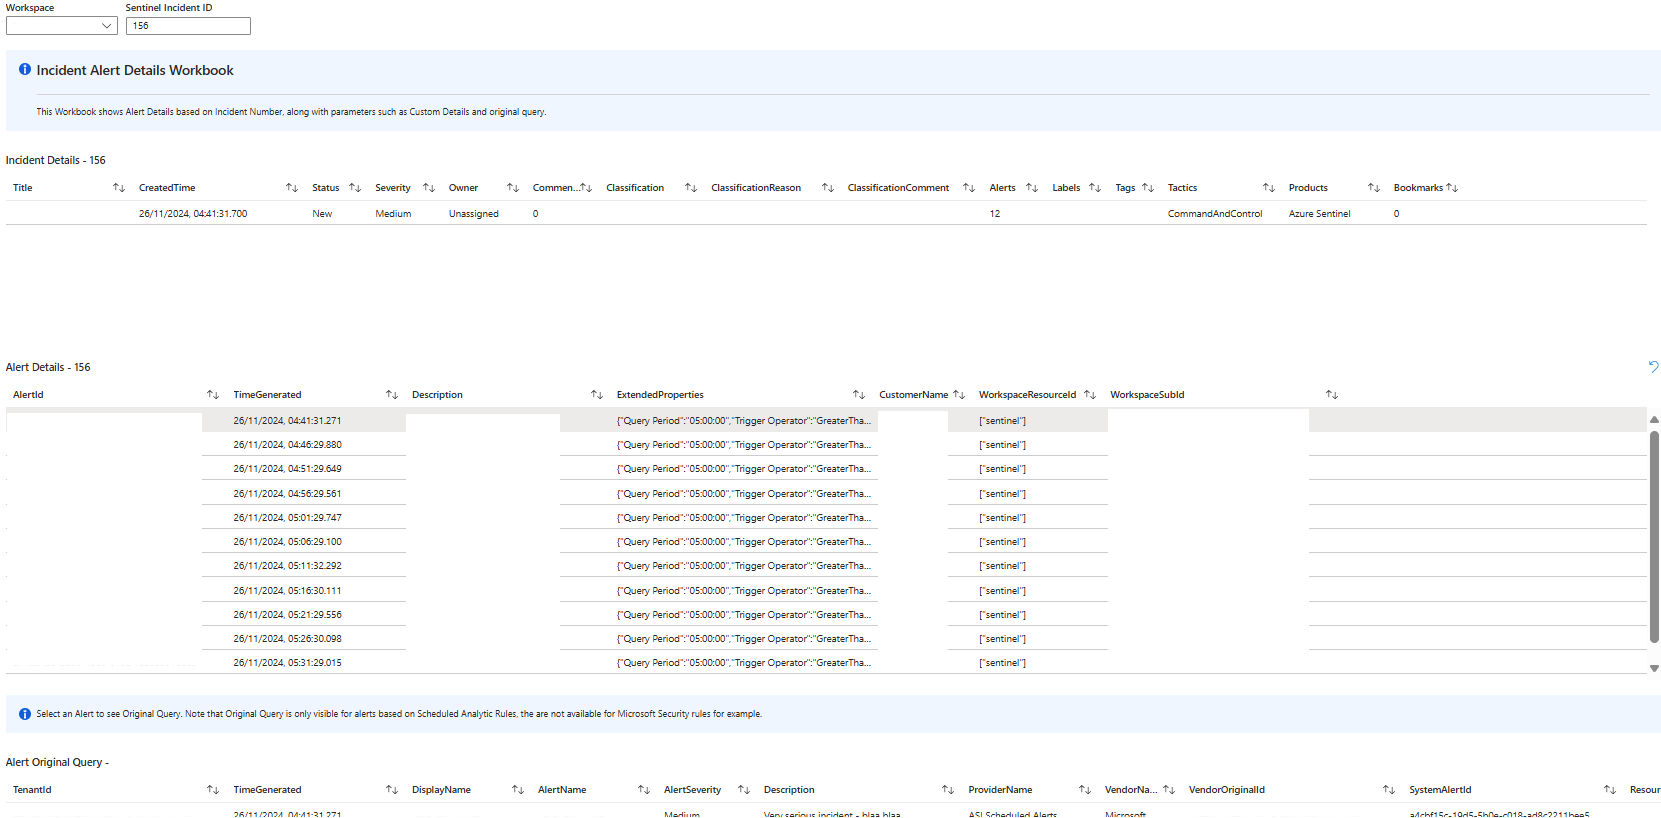 Workspace Sentinel Incident ID
156
Incident Alert Details Workbook
This Workbook shows Alert Details based on Incident Number, along with parameters such as Custom Details and original query.
Incident Details - 156
Title CreatedTime Status Severity Owner Commen... Classification ClassificationReason ClassificationComment Alerts Labels Tags Tactics Products Bookmarks
26/11/2024, 04:41:31.700 New Medium Unassigned 0 12 CommandAndControl Azure Sentinel 0
Alert Details - 156
AlertId TimeGenerated Description ExtendedProperties CustomerName WorkspaceResourceId WorkspaceSubId
26/11/2024, 04:41:31.271 {"Query Period":"05:00:00","Trigger Operator":"GreaterTha... ["sentinel"]
26/11/2024, 04:46:29.880 {"Query Period":"05:00:00","Trigger Operator":"GreaterTha... ["sentinel"]
26/11/2024, 04:51:29.649 {"Query Period":"05:00:00","Trigger Operator":"GreaterTha... ["sentinel"]
26/11/2024, 04:56:29.561 {"Query Period":"05:00:00","Trigger Operator":"GreaterTha... ["sentinel"]
26/11/2024, 05:01:29.747 {"Query Period":"05:00:00","Trigger Operator":"GreaterTha... ["sentinel"]
26/11/2024, 05:06:29.100 {"Query Period":"05:00:00","Trigger Operator":"GreaterTha... ["sentinel"]
26/11/2024, 05:11:32.292 {"Query Period":"05:00:00","Trigger Operator":"GreaterTha... ["sentinel"]
26/11/2024, 05:16:30.111 {"Query Period":"05:00:00","Trigger Operator":"GreaterTha... ["sentinel"]
26/11/2024, 05:21:29.556 {"Query Period":"05:00:00","Trigger Operator":"GreaterTha... ["sentinel"]
26/11/2024, 05:26:30.098 {"Query Period":"05:00:00","Trigger Operator":"GreaterTha... ["sentinel"]
26/11/2024, 05:31:29.015 {"Query Period":"05:00:00","Trigger Operator":"GreaterTha... ["sentinel"]
Select an Alert to see Original Query. Note that Original Query is only visible for alerts based on Scheduled Analytic Rules, the are not available for Microsoft Security rules for example.
Alert Original Query -
TenantId TimeGenerated DisplayName AlertName AlertSeverity Description ProviderName VendorNa... VendorOriginalId SystemAlertId Resour
26/11/2024, 04:41:31.271 Medium Very serious incident - blaa blaa ASI Scheduled Alerts Microsoft a4cbf15c-19d5-5b0e-c018-ad8c2211bee5